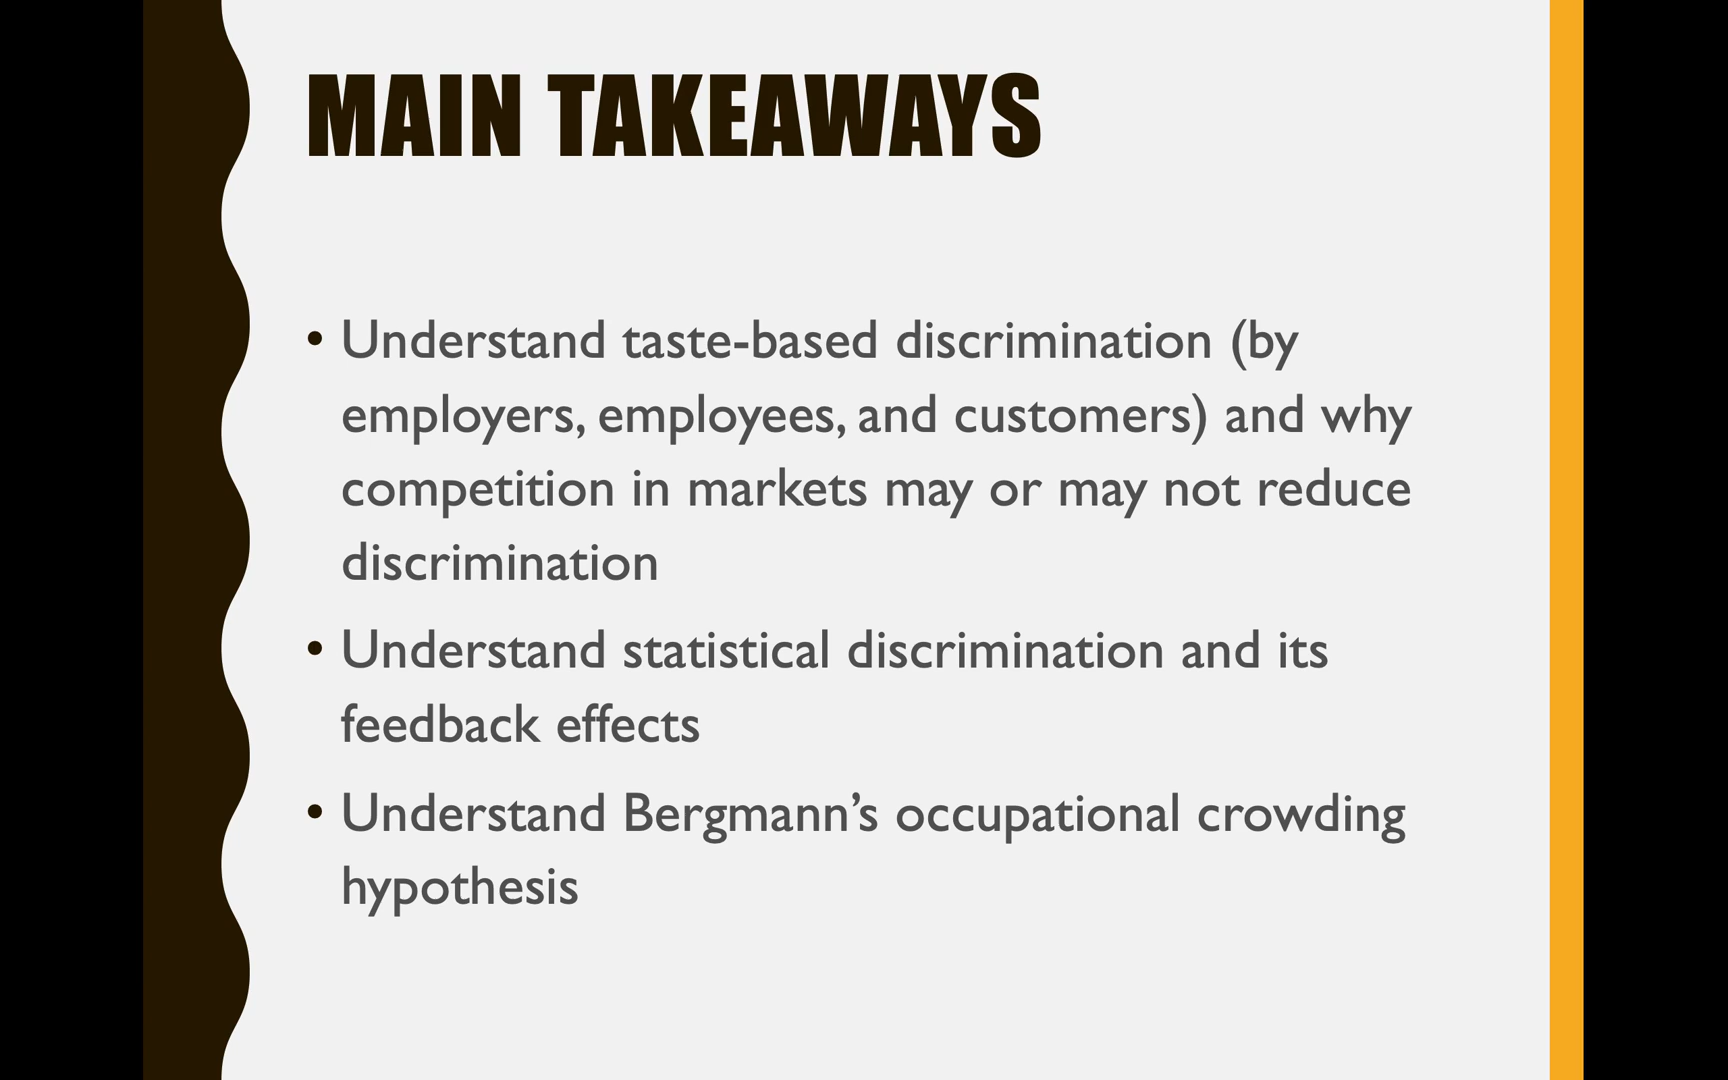 MAIN TAKEAWAYS
• Understand taste-based discrimination (by
employers, employees, and customers) and why
competition in markets may or may not reduce
discrimination
• Understand statistical discrimination and its
feedback effects
• Understand Bergmann’s occupational crowding
hypothesis